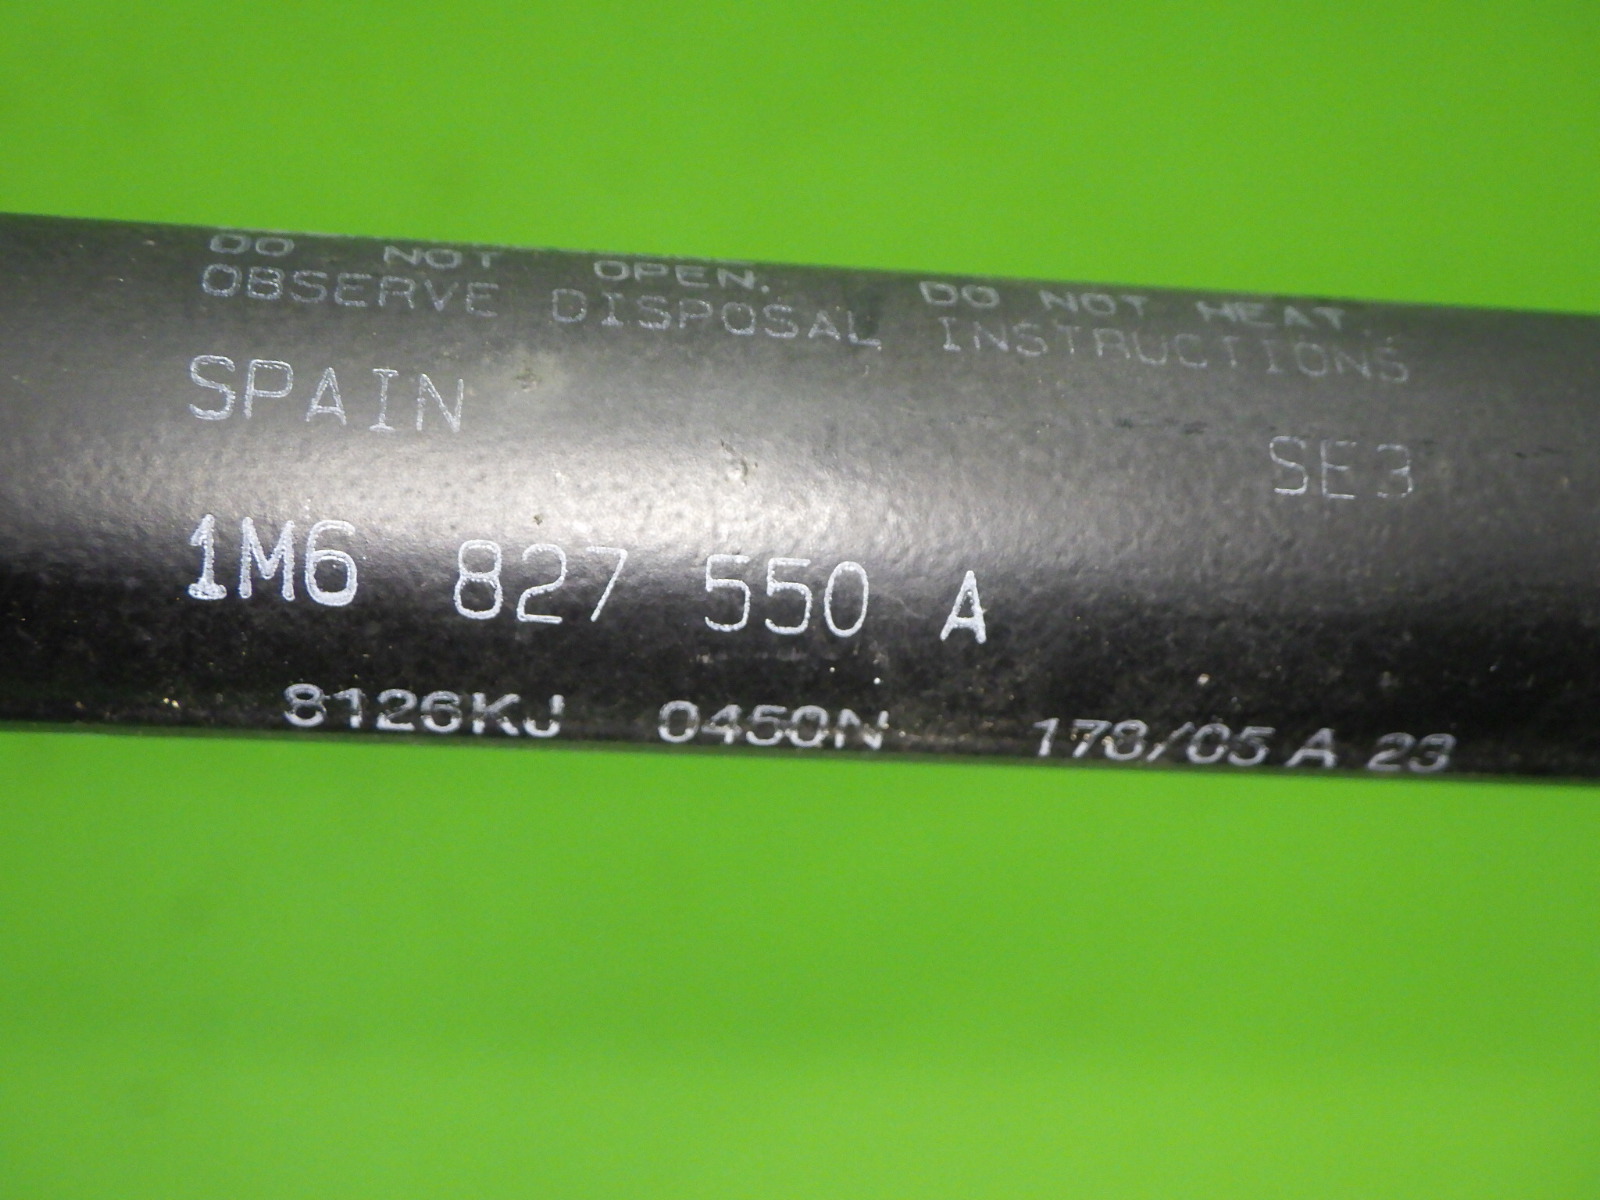 DO NOT OPEN. DO NOT HEAT.
OBSERVE DISPOSAL INSTRUCTIONS
SPAIN SE3
1M6 827 550 A
8126KJ 0450N 178/05 A 23